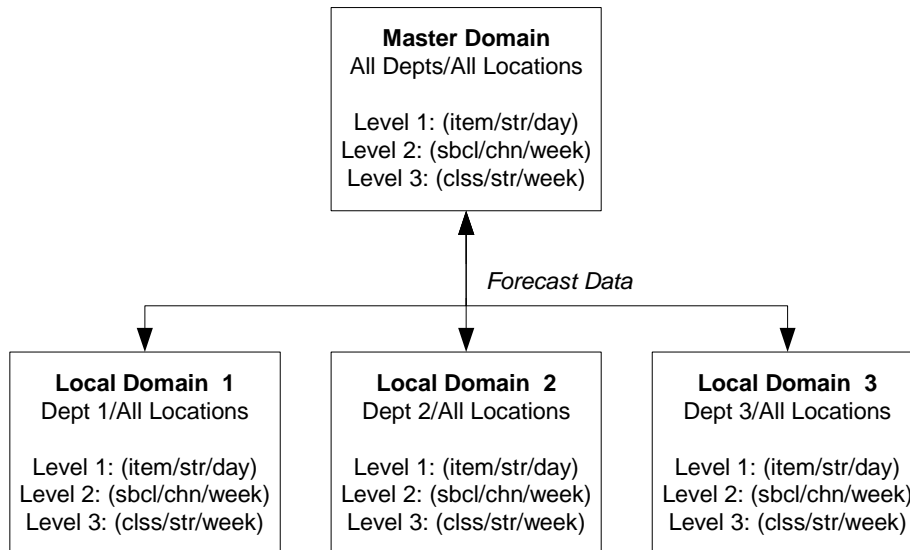 Master Domain
All Depts/All Locations
Level 1: (item/str/day)
Level 2: (sbcl/chn/week)
Level 3: (clss/str/week)
Forecast Data
Local Domain 1
Dept 1/All Locations
Level 1: (item/str/day)
Level 2: (sbcl/chn/week)
Level 3: (clss/str/week)
Local Domain 2
Dept 2/All Locations
Level 1: (item/str/day)
Level 2: (sbcl/chn/week)
Level 3: (clss/str/week)
Local Domain 3
Dept 3/All Locations
Level 1: (item/str/day)
Level 2: (sbcl/chn/week)
Level 3: (clss/str/week)